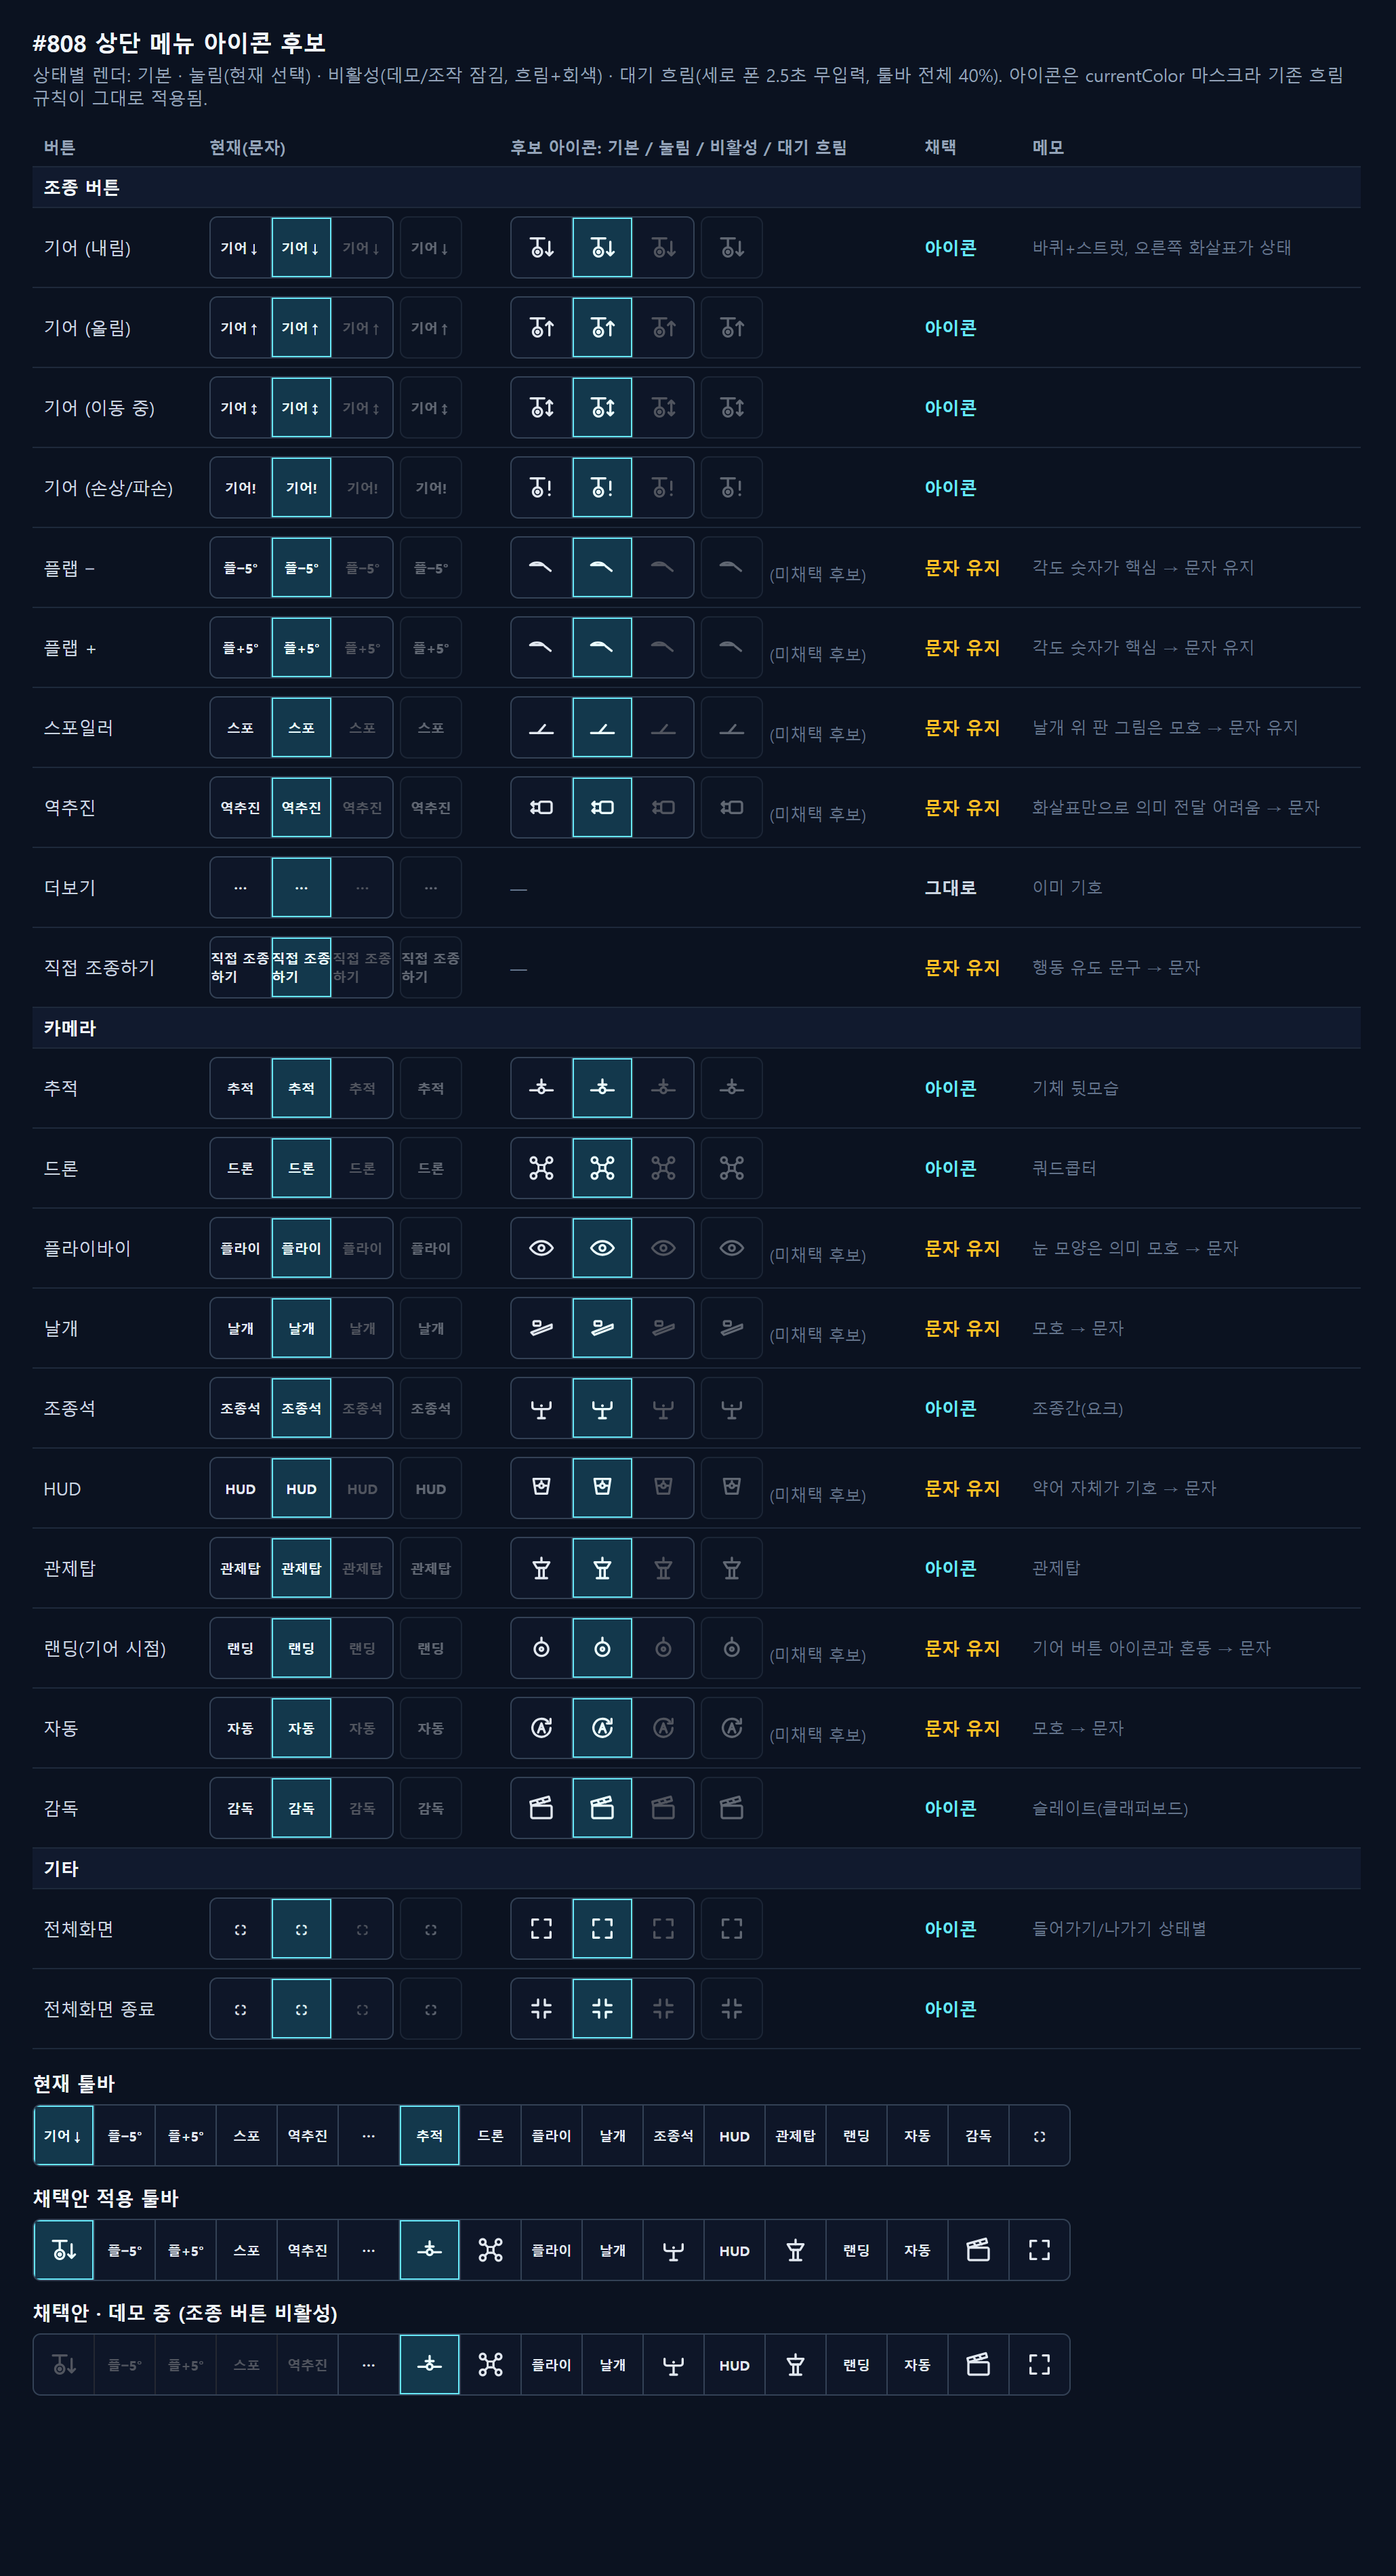 #808 상단 메뉴 아이콘 후보
상태별 렌더: 기본 · 눌림(현재 선택) · 비활성(데모/조작 잠김, 흐림+회색) · 대기 흐림(세로 폰 2.5초 무입력, 툴바 전체 40%). 아이콘은 currentColor 마스크라 기존 흐림
규칙이 그대로 적용됨.
버튼 현재(문자) 후보 아이콘: 기본 / 눌림 / 비활성 / 대기 흐림 채택 메모
조종 버튼
기어 (내림) 기어↓ 기어↓ 기어↓ 기어↓ 아이콘 바퀴+스트럿, 오른쪽 화살표가 상태
기어 (올림) 기어↑ 기어↑ 기어↑ 기어↑ 아이콘
기어 (이동 중) 기어↕ 기어↕ 기어↕ 기어↕ 아이콘
기어 (손상/파손) 기어! 기어! 기어! 기어! 아이콘
플랩 − 플−5° 플−5° 플−5° 플−5° (미채택 후보) 문자 유지 각도 숫자가 핵심 → 문자 유지
플랩 + 플+5° 플+5° 플+5° 플+5° (미채택 후보) 문자 유지 각도 숫자가 핵심 → 문자 유지
스포일러 스포 스포 스포 스포 (미채택 후보) 문자 유지 날개 위 판 그림은 모호 → 문자 유지
역추진 역추진 역추진 역추진 역추진 (미채택 후보) 문자 유지 화살표만으로 의미 전달 어려움 → 문자
더보기 ⋯ ⋯ ⋯ ⋯ — 그대로 이미 기호
직접 조종하기 직접 조종 직접 조종 직접 조종 직접 조종 — 문자 유지 행동 유도 문구 → 문자
하기 하기 하기 하기
카메라
추적 추적 추적 추적 추적 아이콘 기체 뒷모습
드론 드론 드론 드론 드론 아이콘 쿼드콥터
플라이바이 플라이 플라이 플라이 플라이 (미채택 후보) 문자 유지 눈 모양은 의미 모호 → 문자
날개 날개 날개 날개 날개 (미채택 후보) 문자 유지 모호 → 문자
조종석 조종석 조종석 조종석 조종석 아이콘 조종간(요크)
HUD HUD HUD HUD HUD (미채택 후보) 문자 유지 약어 자체가 기호 → 문자
관제탑 관제탑 관제탑 관제탑 관제탑 아이콘 관제탑
랜딩(기어 시점) 랜딩 랜딩 랜딩 랜딩 (미채택 후보) 문자 유지 기어 버튼 아이콘과 혼동 → 문자
자동 자동 자동 자동 자동 (미채택 후보) 문자 유지 모호 → 문자
감독 감독 감독 감독 감독 아이콘 슬레이트(클래퍼보드)
기타
전체화면 ⛶ ⛶ ⛶ ⛶ 아이콘 들어가기/나가기 상태별
전체화면 종료 ⛶ ⛶ ⛶ ⛶ 아이콘
현재 툴바
기어↓ 플−5° 플+5° 스포 역추진 ⋯ 추적 드론 플라이 날개 조종석 HUD 관제탑 랜딩 자동 감독 ⛶
채택안 적용 툴바
플−5° 플+5° 스포 역추진 ⋯ 플라이 날개 HUD 랜딩 자동
채택안 · 데모 중 (조종 버튼 비활성)
플−5° 플+5° 스포 역추진 ⋯ 플라이 날개 HUD 랜딩 자동